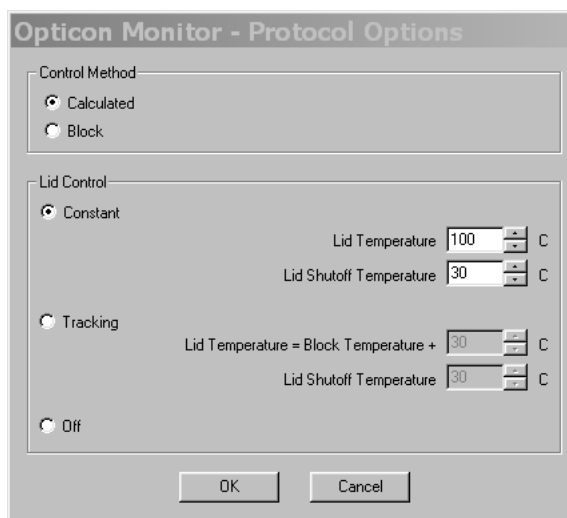 Opticon Monitor - Protocol Options
Control Method
Calculated
Block
Lid Control
Constant
Lid Temperature 100 C
Lid Shutoff Temperature 30 C
Tracking
Lid Temperature = Block Temperature + 30 C
Lid Shutoff Temperature 30 C
Off
OK Cancel